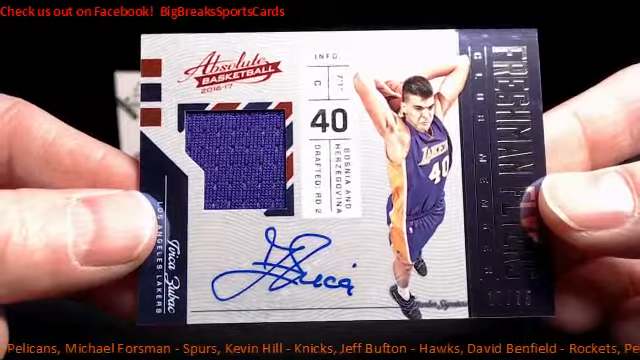 Check us out on Facebook! BigBreaksSportsCards
Absolute
BASKETBALL
2016-17
INFO.
C 7'1"
40
BOSNIA AND
HERZEGOVINA
DRAFTED: RD 2
LAKERS
40
FRESHMAN
CLUB MEMBER
Ivica Zubac
LOS ANGELES LAKERS
Pelicans, Michael Forsman - Spurs, Kevin Hill - Knicks, Jeff Bufton - Hawks, David Benfield - Rockets, Pe